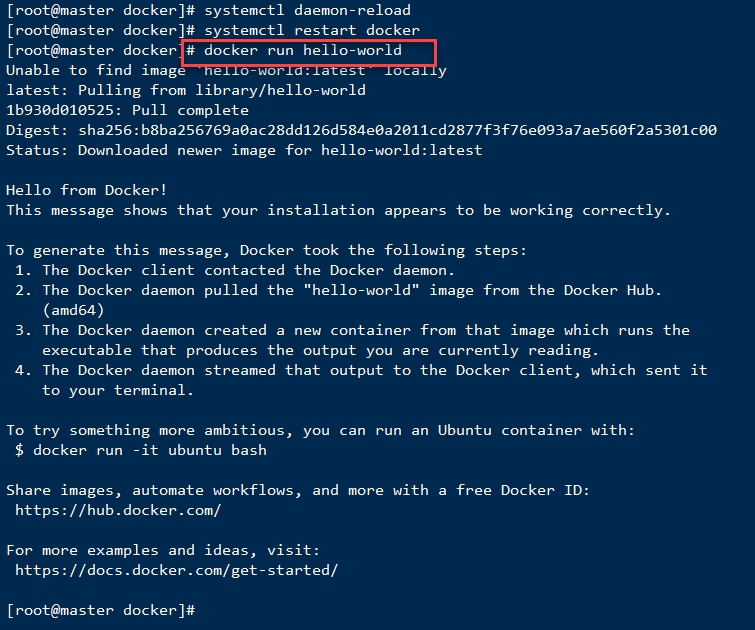 [root@master docker]# systemctl daemon-reload
[root@master docker]# systemctl restart docker
[root@master docker]# docker run hello-world
Unable to find image 'hello-world:latest' locally
latest: Pulling from library/hello-world
1b930d010525: Pull complete
Digest: sha256:b8ba256769a0ac28dd126d584e0a2011cd2877f3f76e093a7ae560f2a5301c00
Status: Downloaded newer image for hello-world:latest

Hello from Docker!
This message shows that your installation appears to be working correctly.

To generate this message, Docker took the following steps:
 1. The Docker client contacted the Docker daemon.
 2. The Docker daemon pulled the "hello-world" image from the Docker Hub.
    (amd64)
 3. The Docker daemon created a new container from that image which runs the
    executable that produces the output you are currently reading.
 4. The Docker daemon streamed that output to the Docker client, which sent it
    to your terminal.

To try something more ambitious, you can run an Ubuntu container with:
 $ docker run -it ubuntu bash

Share images, automate workflows, and more with a free Docker ID:
 https://hub.docker.com/

For more examples and ideas, visit:
 https://docs.docker.com/get-started/

[root@master docker]#